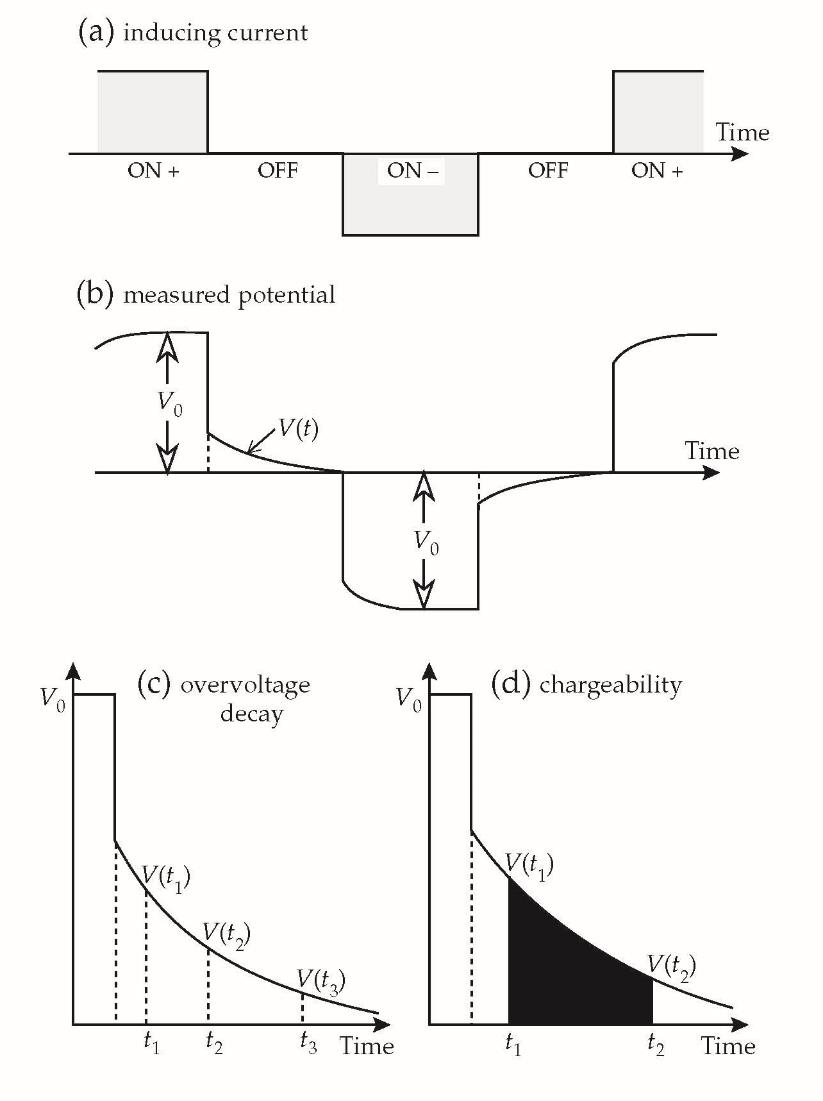 (a) inducing current
Time
ON + OFF ON – OFF ON +
(b) measured potential
V0
V(t)
Time
V0
(c) overvoltage
decay
V0
V(t1)
V(t2)
V(t3)
t1 t2 t3 Time
(d) chargeability
V0
V(t1)
V(t2)
t1 t2 Time